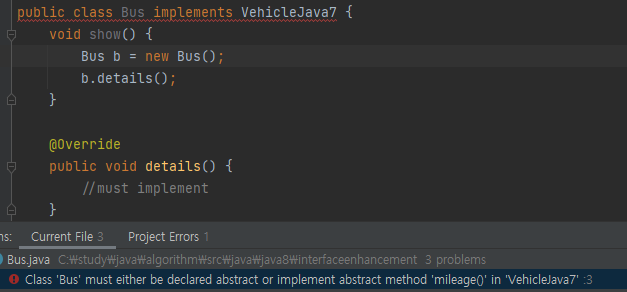 public class Bus implements VehicleJava7 {
void show() {
Bus b = new Bus();
b.details();
}
@Override
public void details() {
//must implement
}
ms: Current File 3 Project Errors 1
Bus.java C:₩study₩java₩algorithm₩src₩java₩java8₩interfaceenhancement 3 problems
Class 'Bus' must either be declared abstract or implement abstract method 'mileage()' in 'VehicleJava7' :3